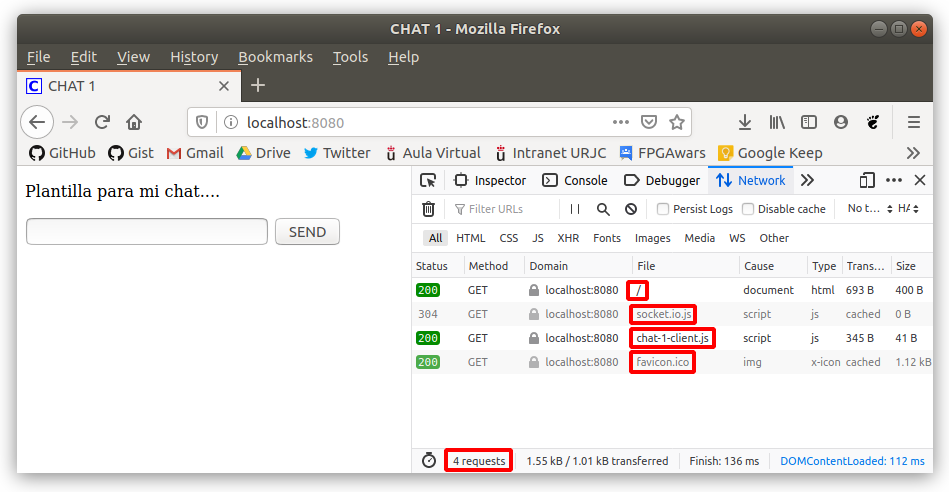 CHAT 1 - Mozilla Firefox
File Edit View History Bookmarks Tools Help
C CHAT 1
localhost:8080
GitHub Gist Gmail Drive Twitter Aula Virtual Intranet URJC FPGAwars Google Keep
Plantilla para mi chat....
SEND
Inspector Console Debugger Network
Filter URLs Persist Logs Disable cache No t... HA
All HTML CSS JS XHR Fonts Images Media WS Other
Status Method Domain File Cause Type Trans... Size
200 GET localhost:8080 / document html 693 B 400 B
304 GET localhost:8080 socket.io.js script js cached 0 B
200 GET localhost:8080 chat-1-client.js script js 345 B 41 B
200 GET localhost:8080 favicon.ico img x-icon cached 1.12 kB
4 requests 1.55 kB / 1.01 kB transferred Finish: 136 ms DOMContentLoaded: 112 ms